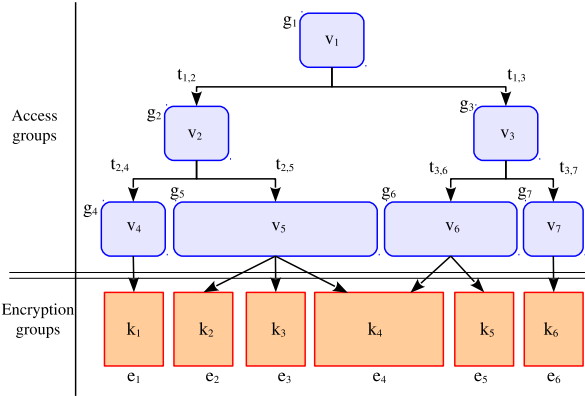 g1
v1
t1,2
t1,3
Access
groups
g2
v2
g3
v3
t2,4
t2,5
t3,6
t3,7
g4
v4
g5
v5
g6
v6
g7
v7
Encryption
groups
k1
k2
k3
k4
k5
k6
e1
e2
e3
e4
e5
e6